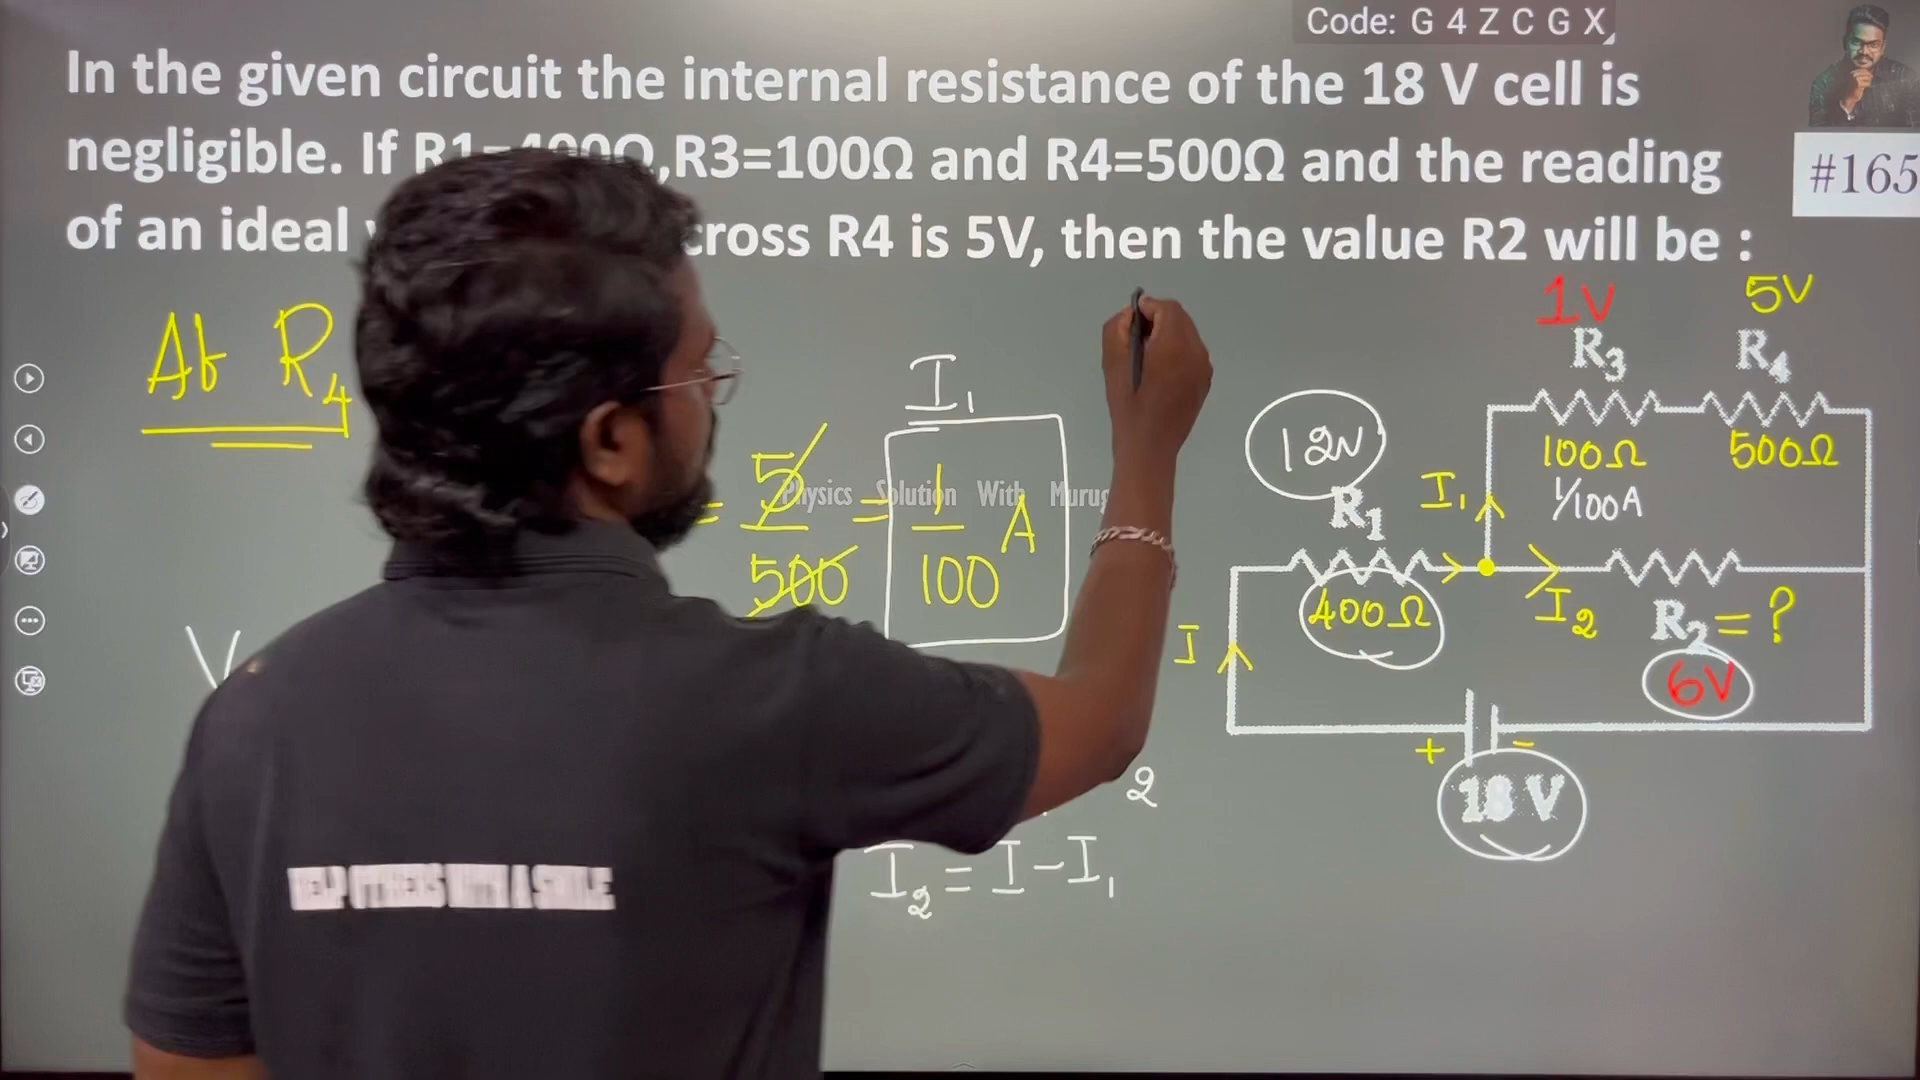 Code: G 4 Z C G X
In the given circuit the internal resistance of the 18 V cell is
negligible. If R1=400Ω,R3=100Ω and R4=500Ω and the reading
of an ideal cross R4 is 5V, then the value R2 will be :
#165
At R4
= 5/500 = 1/100 A
I1
Physics Solution With Murug
V
2
I2 = I - I1
1V
5V
R3
R4
100Ω
500Ω
1/100A
12V
R1
I1
400Ω
I
I2
R2 = ?
6V
+ -
18 V